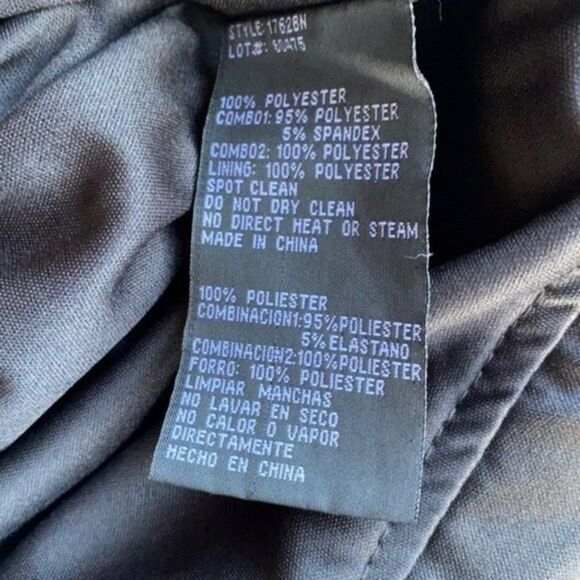 STYLE: 17628N
LOT#: 60475
100% POLYESTER
COMBO1: 95% POLYESTER
5% SPANDEX
COMBO2: 100% POLYESTER
LINING: 100% POLYESTER
SPOT CLEAN
DO NOT DRY CLEAN
NO DIRECT HEAT OR STEAM
MADE IN CHINA
100% POLIESTER
COMBINACION1:95%POLIESTER
5%ELASTANO
COMBINACION2:100%POLIESTER
FORRO: 100% POLIESTER
LIMPIAR MANCHAS
NO LAVAR EN SECO
NO CALOR O VAPOR
DIRECTAMENTE
HECHO EN CHINA